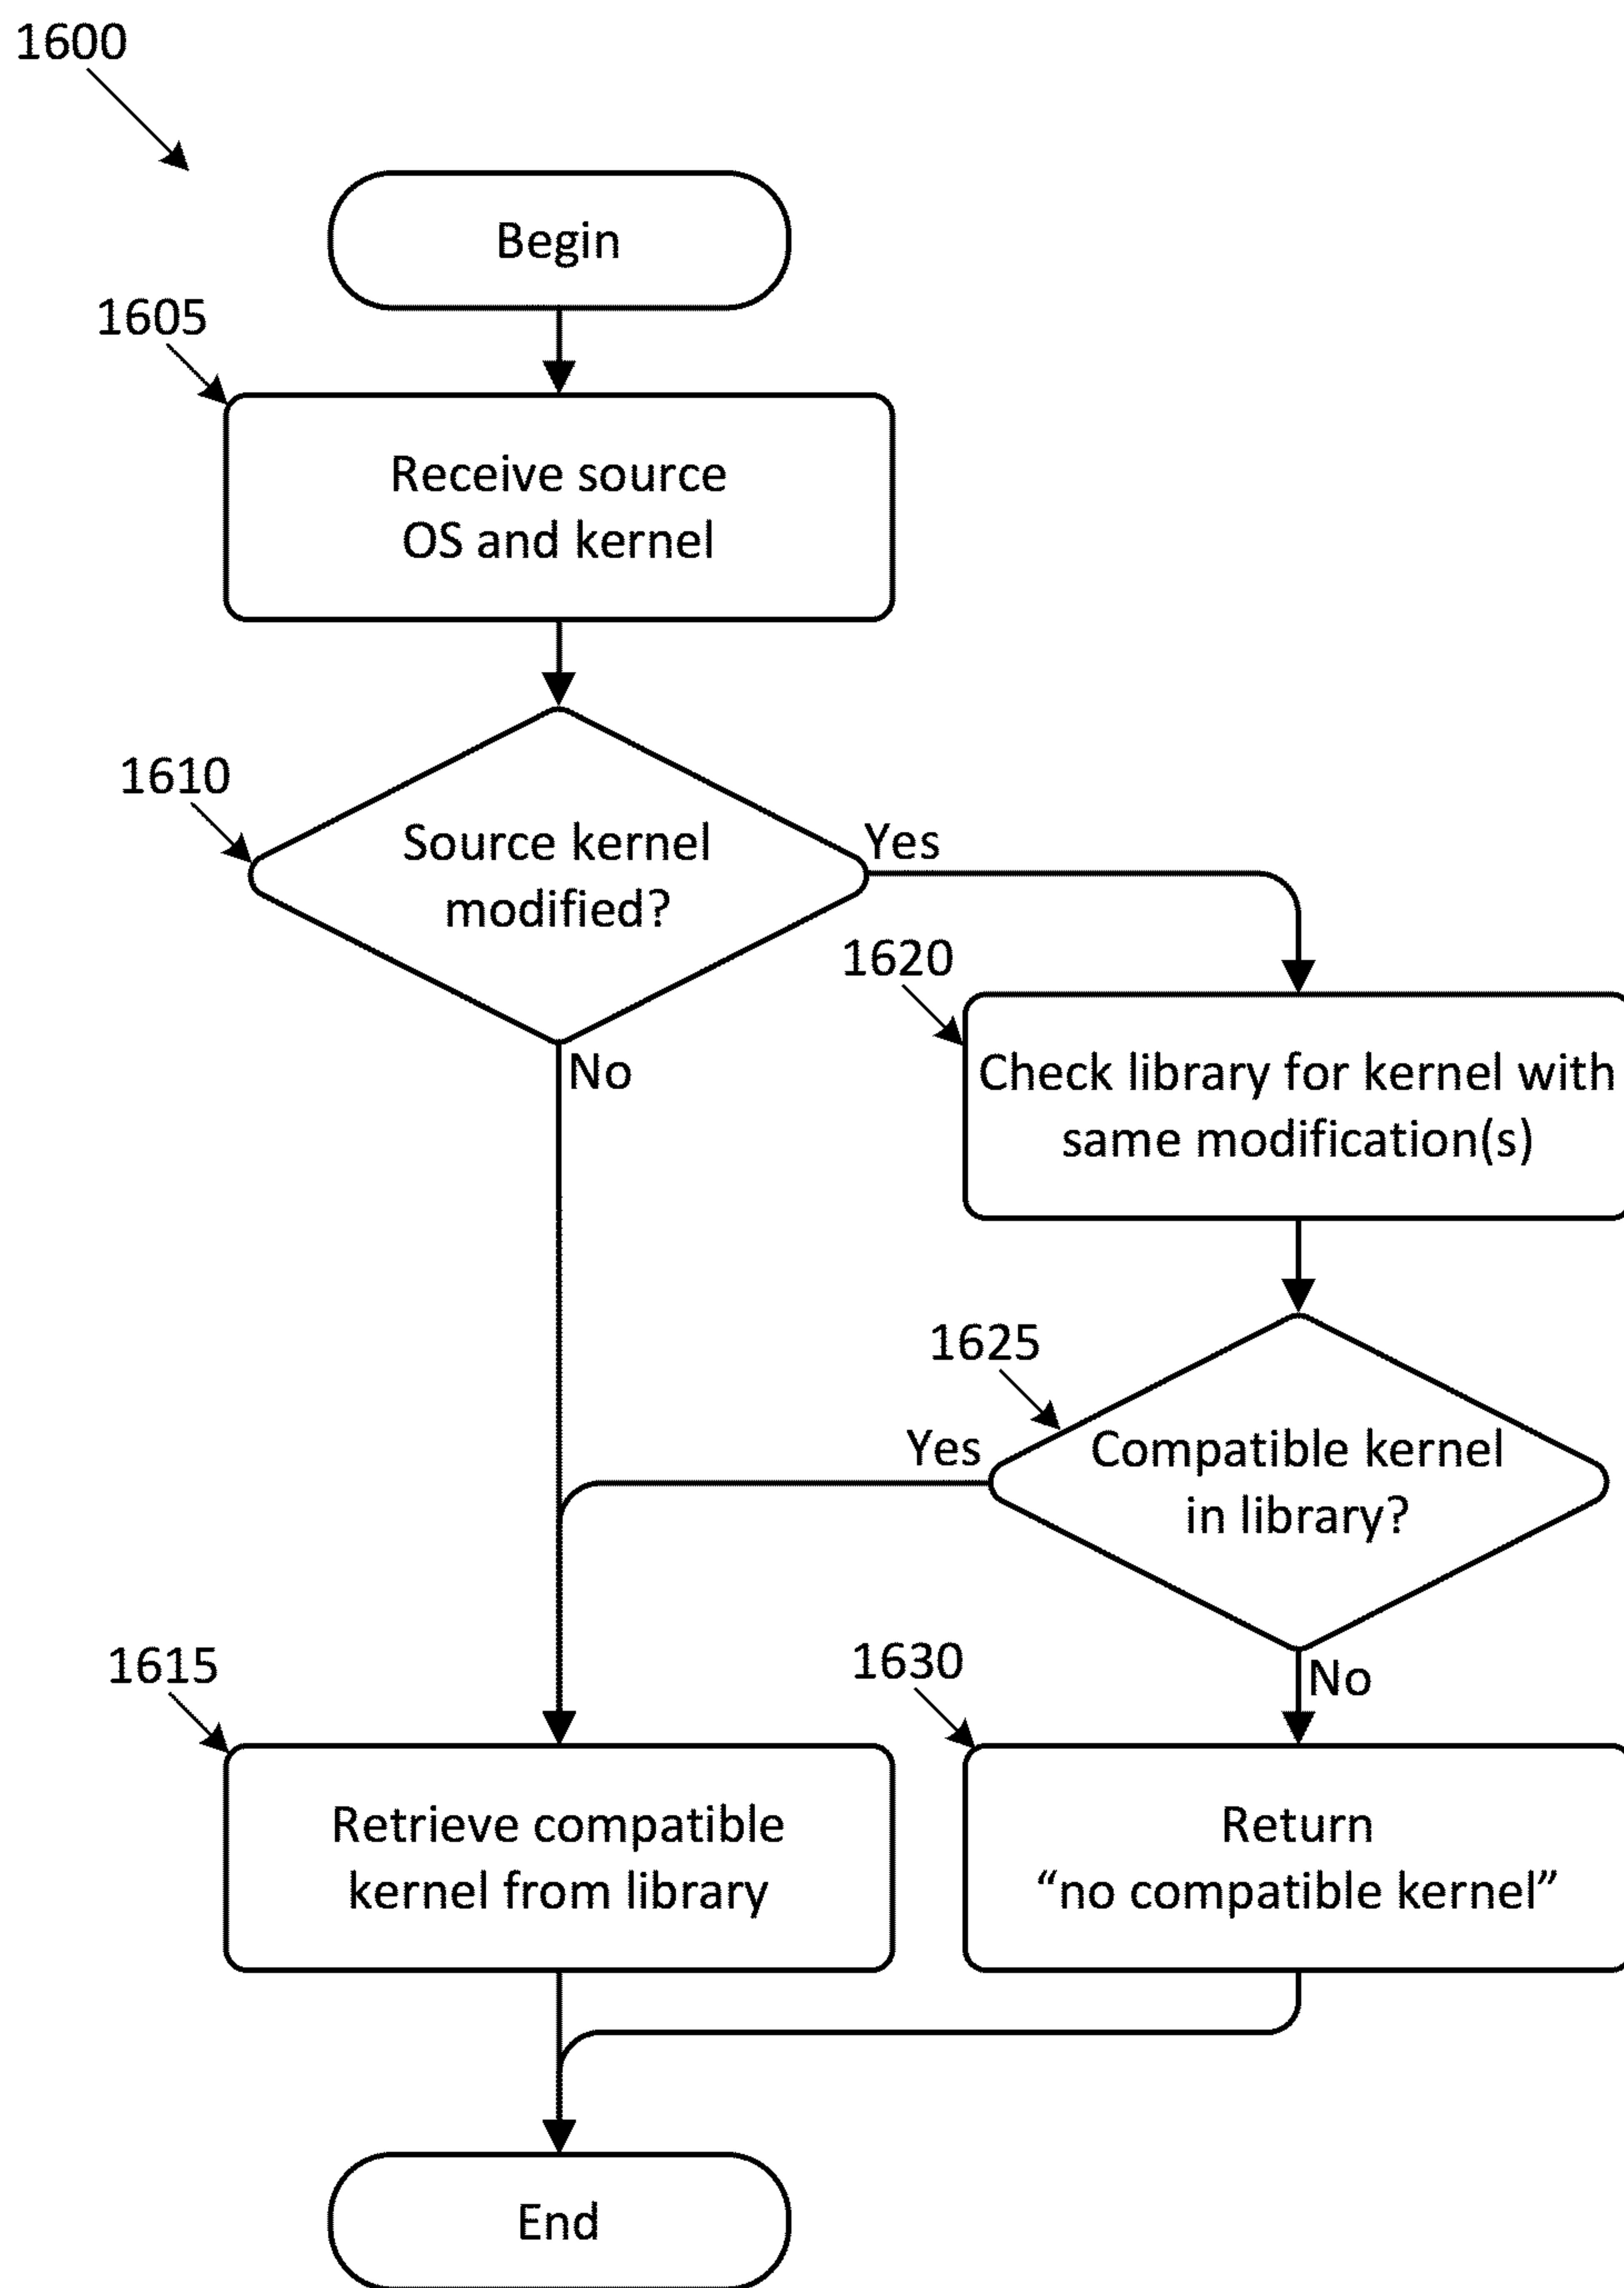 1600
Begin
1605
Receive source
OS and kernel
1610
Source kernel
modified?
Yes
No
1620
Check library for kernel with
same modification(s)
1625
Compatible kernel
in library?
Yes
No
1615
Retrieve compatible
kernel from library
1630
Return
“no compatible kernel”
End